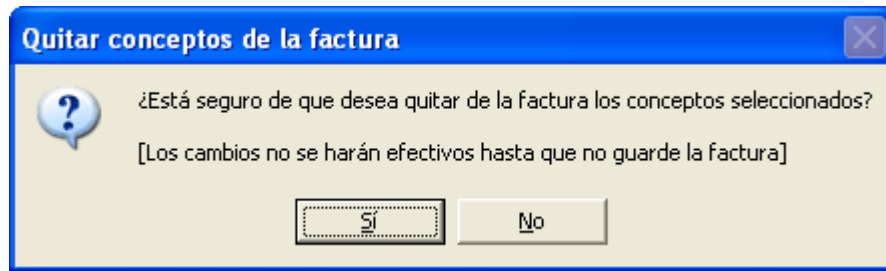 Quitar conceptos de la factura
¿Está seguro de que desea quitar de la factura los conceptos seleccionados?
[Los cambios no se harán efectivos hasta que no guarde la factura]
Sí
No